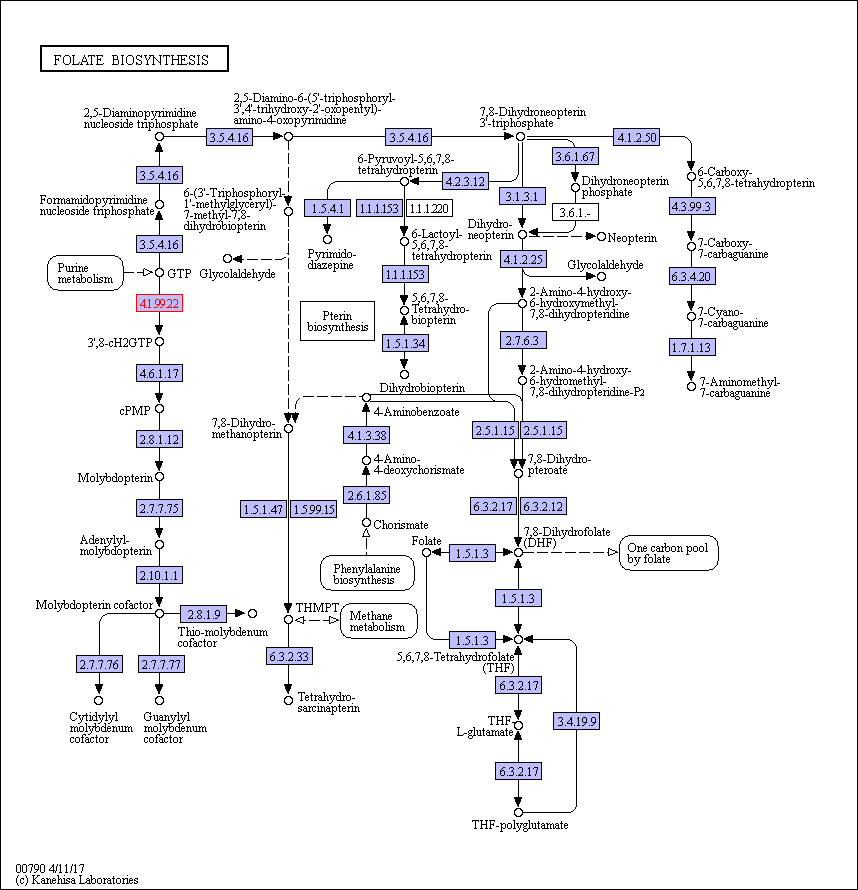 FOLATE BIOSYNTHESIS
2,5-Diaminopyrimidine
nucleoside triphosphate
3.5.4.16
2,5-Diamino-6-(5'-triphosphoryl-
3',4'-trihydroxy-2'-oxopentyl)-
amino-4-oxopyrimidine
3.5.4.16
7,8-Dihydroneopterin
3'-triphosphate
4.1.2.50
3.5.4.16
Formamidopyrimidine
nucleoside triphosphate
3.5.4.16
Purine
metabolism
GTP
4.1.99.22
3',8-cH2GTP
4.6.1.17
cPMP
2.8.1.12
Molybdopterin
2.7.7.75
Adenylyl-
molybdopterin
2.10.1.1
Molybdopterin cofactor
2.8.1.9
Thio-molybdenum
cofactor
2.7.7.76
2.7.7.77
Cytidylyl
molybdenum
cofactor
Guanylyl
molybdenum
cofactor
6-(3'-Triphosphoryl-
1'-methylglyceryl)-
7-methyl-7,8-
dihydrobiopterin
Glycolaldehyde
7,8-Dihydro-
methanopterin
1.5.1.47
1.5.99.15
THMPT
Methane
metabolism
6.3.2.33
Tetrahydro-
sarcinapterin
6-Pyruvoyl-5,6,7,8-
tetrahydropterin
4.2.3.12
1.5.4.1
1.1.1.153
1.1.1.220
Pyrimido-
diazepine
6-Lactoyl-
5,6,7,8-
tetrahydropterin
1.1.1.153
5,6,7,8-
Tetrahydro-
biopterin
1.5.1.34
Dihydrobiopterin
Pterin
biosynthesis
3.6.1.67
Dihydroneopterin
phosphate
3.1.3.1
3.6.1.-
Dihydro-
neopterin
Neopterin
4.1.2.25
Glycolaldehyde
2-Amino-4-hydroxy-
6-hydroxymethyl-
7,8-dihydropteridine
2.7.6.3
2-Amino-4-hydroxy-
6-hydromethyl-
7,8-dihydropteridine-P2
4-Aminobenzoate
4.1.3.38
4-Amino-
4-deoxychorismate
2.6.1.85
Chorismate
Phenylalanine
biosynthesis
2.5.1.15
2.5.1.15
7,8-Dihydro-
pteroate
6.3.2.17
6.3.2.12
7,8-Dihydrofolate
(DHF)
Folate
1.5.1.3
One carbon pool
by folate
1.5.1.3
1.5.1.3
5,6,7,8-Tetrahydrofolate
(THF)
6.3.2.17
THF
L-glutamate
3.4.19.9
6.3.2.17
THF-polyglutamate
6-Carboxy-
5,6,7,8-tetrahydropterin
4.3.99.3
7-Carboxy-
7-carbaguanine
6.3.4.20
7-Cyano-
7-carbaguanine
1.7.1.13
7-Aminomethyl-
7-carbaguanine
00790 4/11/17
(c) Kanehisa Laboratories